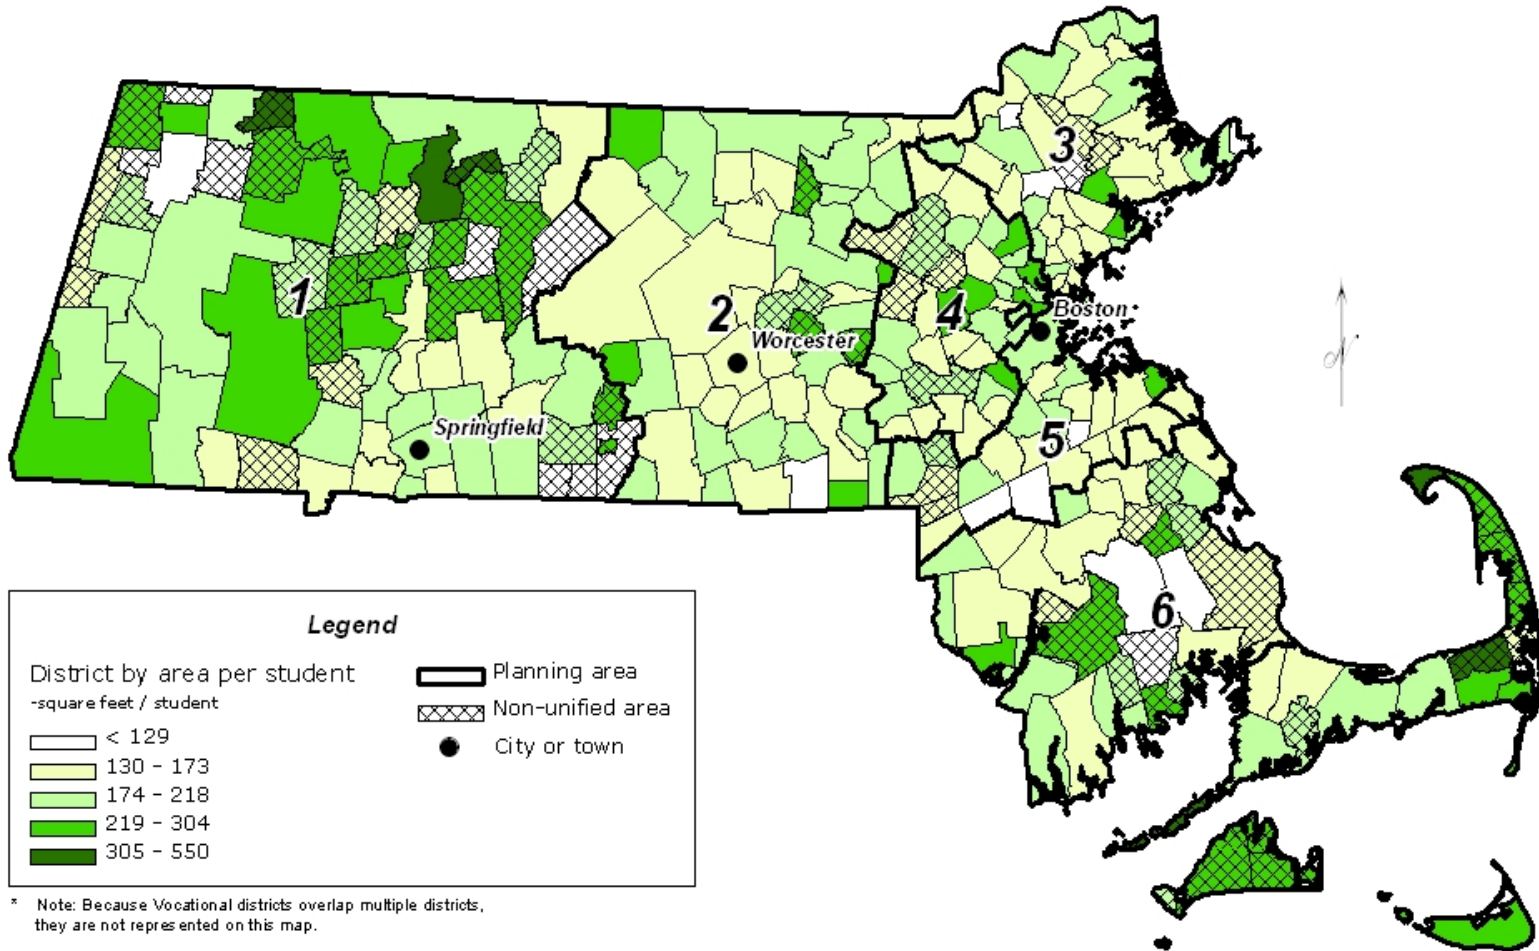 3
1
2
4
Boston
Worcester
N
Springfield
5
6
Legend
District by area per student
-square feet / student
< 129
130 - 173
174 - 218
219 - 304
305 - 550
Planning area
Non-unified area
City or town
* Note: Because Vocational districts overlap multiple districts,
they are not represented on this map.